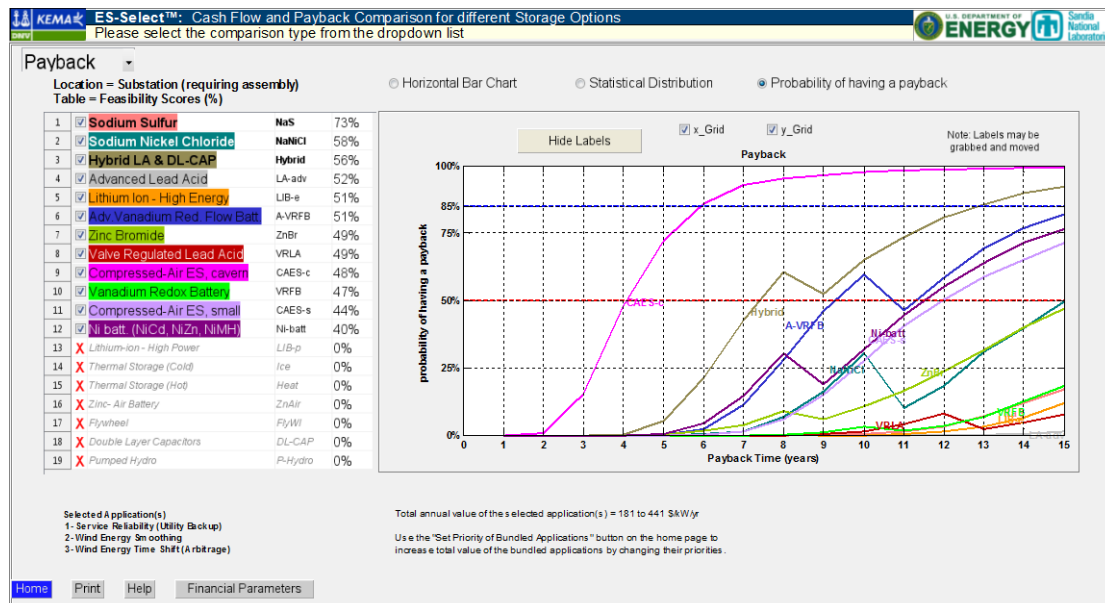 KEMA
DNV
ES-Select™: Cash Flow and Payback Comparison for different Storage Options
Please select the comparison type from the dropdown list
U.S. DEPARTMENT OF
ENERGY
Sandia
National
Laboratories
Payback
Location = Substation (requiring assembly)
Table = Feasibility Scores (%)
Horizontal Bar Chart
Statistical Distribution
Probability of having a payback
1 Sodium Sulfur NaS 73%
2 Sodium Nickel Chloride NaNiCl 58%
3 Hybrid LA & DL-CAP Hybrid 56%
4 Advanced Lead Acid LA-adv 52%
5 Lithium Ion - High Energy LIB-e 51%
6 Adv.Vanadium Red. Flow Batt A-VRFB 51%
7 Zinc Bromide ZnBr 49%
8 Valve Regulated Lead Acid VRLA 49%
9 Compressed-Air ES, cavern CAES-c 48%
10 Vanadium Redox Battery VRFB 47%
11 Compressed-Air ES, small CAES-s 44%
12 Ni batt. (NiCd, NiZn, NiMH) Ni-batt 40%
13 X Lithium-ion - High Power LIB-p 0%
14 X Thermal Storage (Cold) Ice 0%
15 X Thermal Storage (Hot) Heat 0%
16 X Zinc- Air Battery ZnAir 0%
17 X Flywheel FlyWl 0%
18 X Double Layer Capacitors DL-CAP 0%
19 X Pumped Hydro P-Hydro 0%
Hide Labels
x_Grid
y_Grid
Note: Labels may be
grabbed and moved
Payback
probability of having a payback
100%
85%
75%
50%
25%
0%
CAES-c
Hybrid
A-VRFB
Ni-batt
CAES-s
NaNiCl
ZnBr
VRLA
VRFB
0 1 2 3 4 5 6 7 8 9 10 11 12 13 14 15
Payback Time (years)
Selected Application(s)
1- Service Reliability (Utility Backup)
2- Wind Energy Smoothing
3- Wind Energy Time Shift (Arbitrage)
Total annual value of the selected application(s) = 181 to 441 $/kW/yr
Use the "Set Priority of Bundled Applications" button on the home page to
increase total value of the bundled applications by changing their priorities.
Home
Print
Help
Financial Parameters